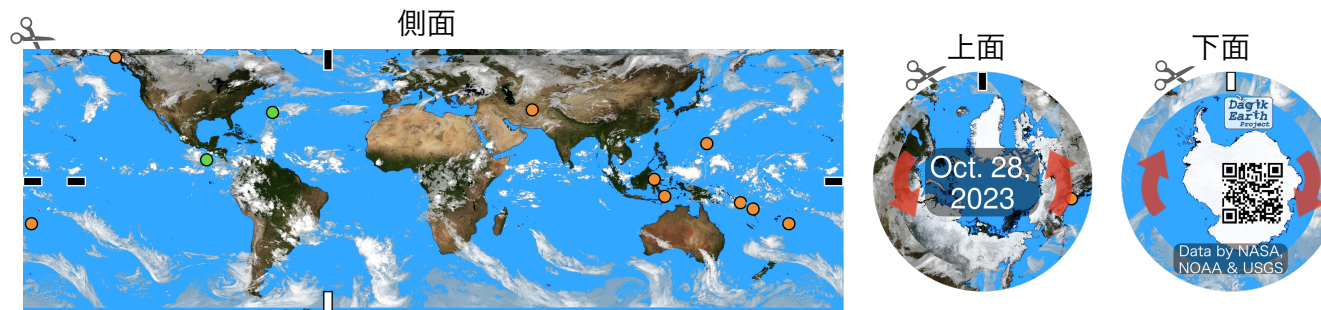 側面
上面
下面
Oct. 28,
2023
Dagik
Earth
Project
Data by NASA,
NOAA & USGS